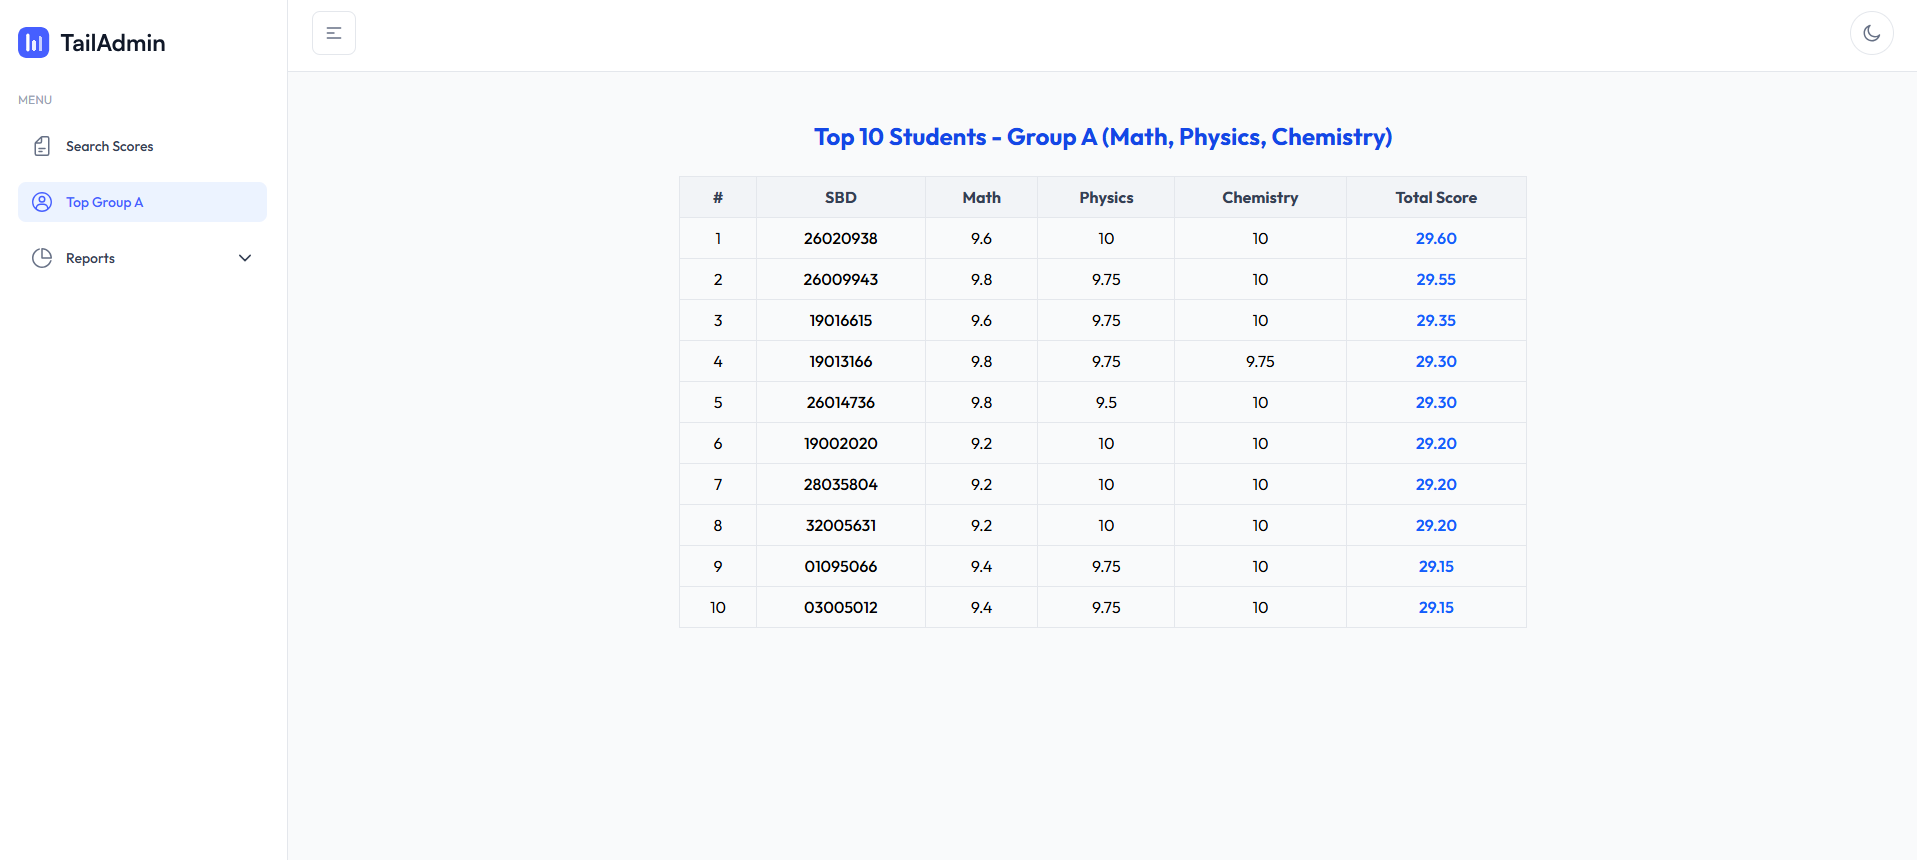 TailAdmin
MENU
Search Scores
Top Group A
Reports
Top 10 Students - Group A (Math, Physics, Chemistry)
# SBD Math Physics Chemistry Total Score
1 26020938 9.6 10 10 29.60
2 26009943 9.8 9.75 10 29.55
3 19016615 9.6 9.75 10 29.35
4 19013166 9.8 9.75 9.75 29.30
5 26014736 9.8 9.5 10 29.30
6 19002020 9.2 10 10 29.20
7 28035804 9.2 10 10 29.20
8 32005631 9.2 10 10 29.20
9 01095066 9.4 9.75 10 29.15
10 03005012 9.4 9.75 10 29.15